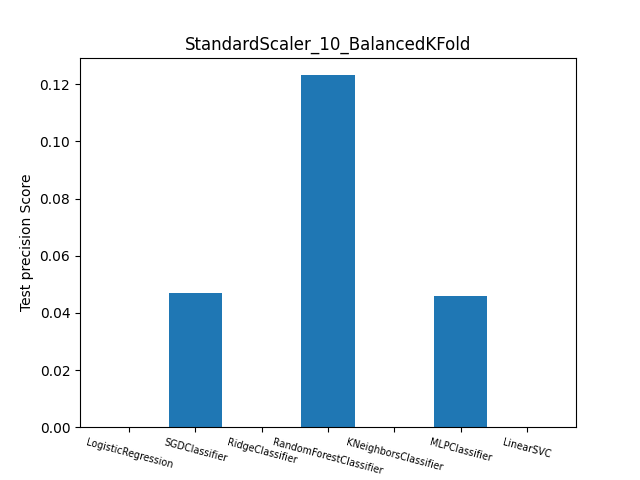 StandardScaler_10_BalancedKFold
Test precision Score
0.12
0.10
0.08
0.06
0.04
0.02
0.00
LogisticRegression
SGDClassifier
RidgeClassifier
RandomForestClassifier
KNeighborsClassifier
MLPClassifier
LinearSVC